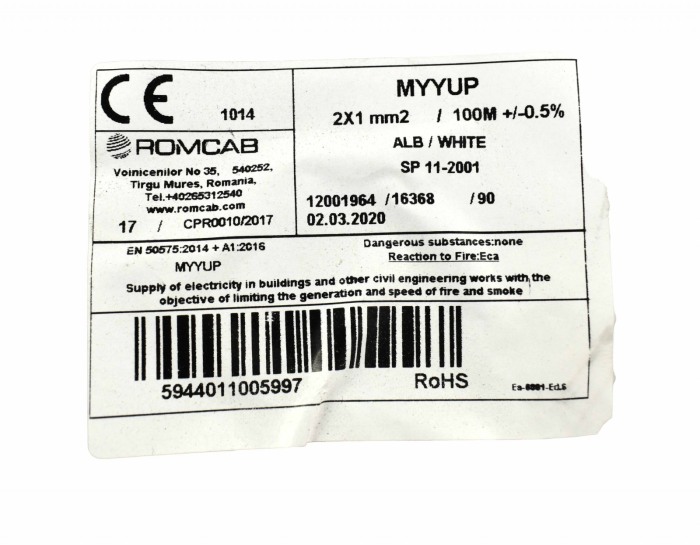 CE 1014
ROMCAB
Voinicenilor No 35, 540252,
Tirgu Mures, Romania,
Tel.+40265312540
www.romcab.com
17 / CPR0010/2017
MYYUP
2X1 mm2 / 100M +/-0.5%
ALB / WHITE
SP 11-2001
12001964 /16368 /90
02.03.2020
EN 50575:2014 + A1:2016
MYYUP
Dangerous substances:none
Reaction to Fire:Eca
Supply of electricity in buildings and other civil engineering works with the
objective of limiting the generation and speed of fire and smoke
5944011005997
RoHS